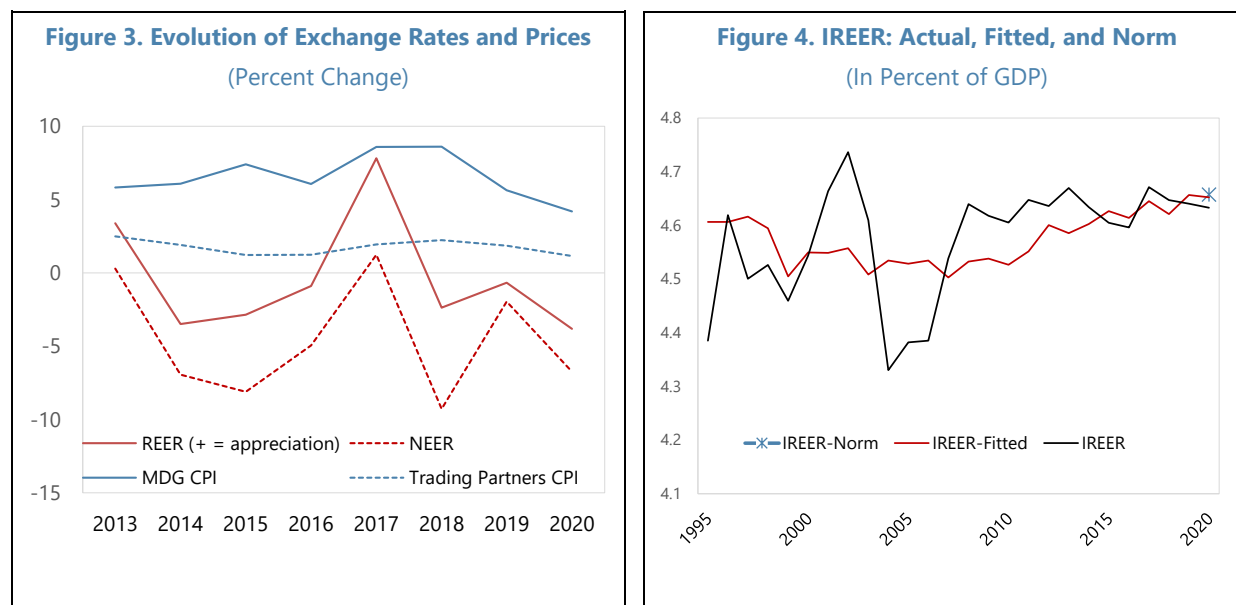 Figure 3. Evolution of Exchange Rates and Prices
(Percent Change)
10
5
0
-5
-10
-15
REER (+ = appreciation) NEER
MDG CPI Trading Partners CPI
2013 2014 2015 2016 2017 2018 2019 2020
Figure 4. IREER: Actual, Fitted, and Norm
(In Percent of GDP)
4.8
4.7
4.6
4.5
4.4
4.3
4.2
4.1
IREER-Norm IREER-Fitted IREER
1995 2000 2005 2010 2015 2020